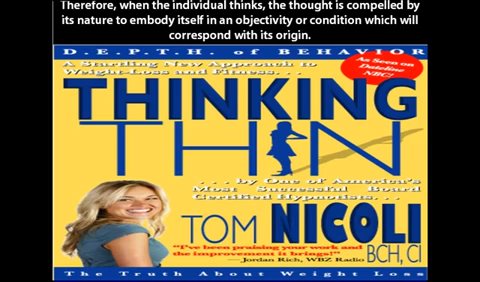 Therefore, when the individual thinks, the thought is compelled by
its nature to embody itself in an objectivity or condition which will
correspond with its origin.
D.E.P.T.H. of BEHAVIOR
A Startling New Approach to
Weight-Loss and Fitness. . .
As Seen on
Dateline
NBC!
THINKING
THIN
. . . by One of America's
Most Successful Board
Certified Hypnotists. . .
TOM NICOLI
BCH, CI
"I've been praising your work and
the improvement it brings!"
—Jordan Rich, WBZ Radio
The Truth About Weight Loss